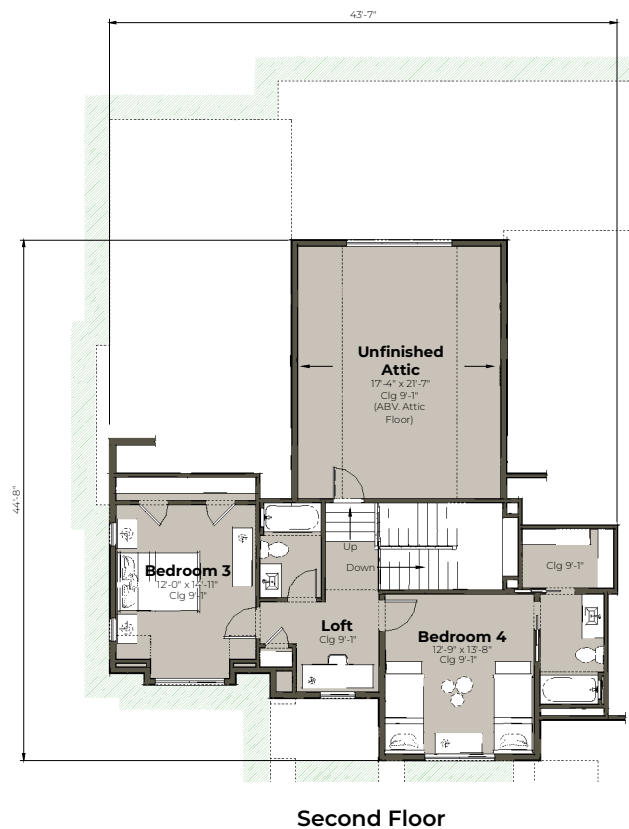 43'-7"
44'-8"
Unfinished
Attic
17'-4" x 21'-7"
Clg 9'-1"
(ABV. Attic
Floor)
Up
Down
Clg 9'-1"
Bedroom 3
Clg 9'-1"
Loft
Clg 9'-1"
Bedroom 4
12'-9" x 13'-8"
Clg 9'-1"
Second Floor